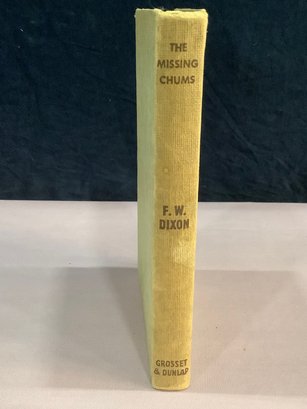 THE
MISSING
CHUMS
F. W.
DIXON
GROSSET
& DUNLAP